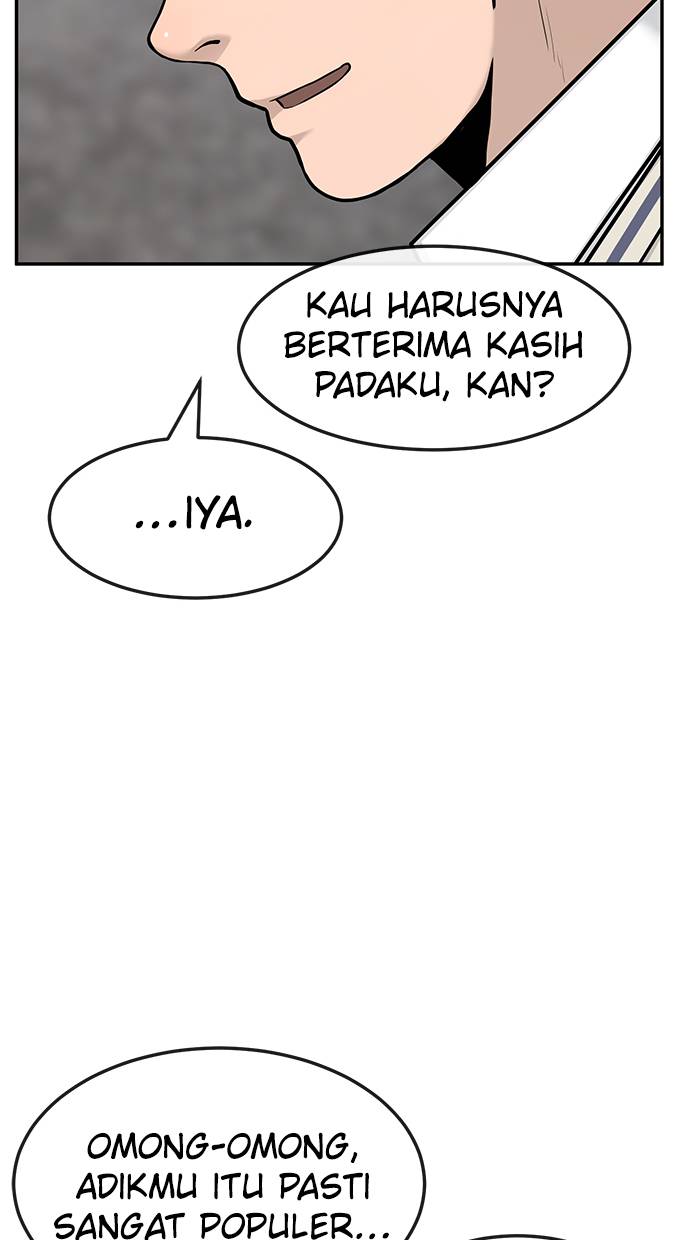 KAU HARUSNYA
BERTERIMA KASIH
PADAKU, KAN?
...IYA.
OMONG-OMONG,
ADIKMU ITU PASTI
SANGAT POPULER...